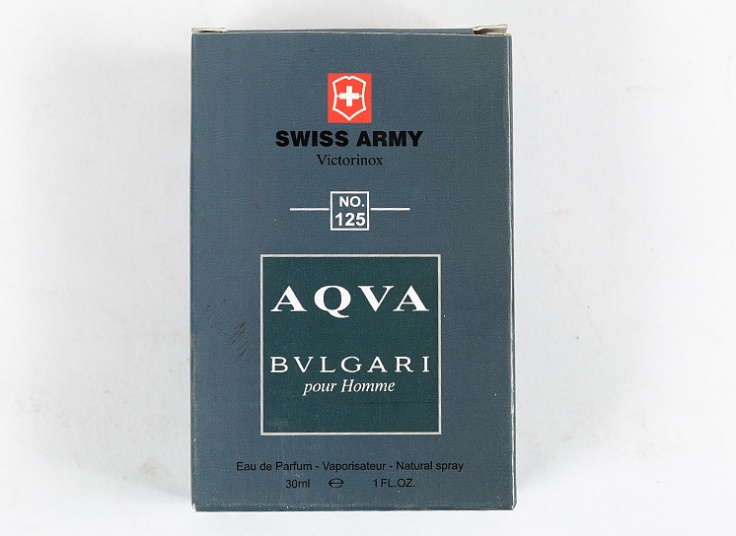 SWISS ARMY
Victorinox
NO.
125
AQVA
BVLGARI
pour Homme
Eau de Parfum - Vaporisateur - Natural spray
30ml ℮ 1 FL.OZ.